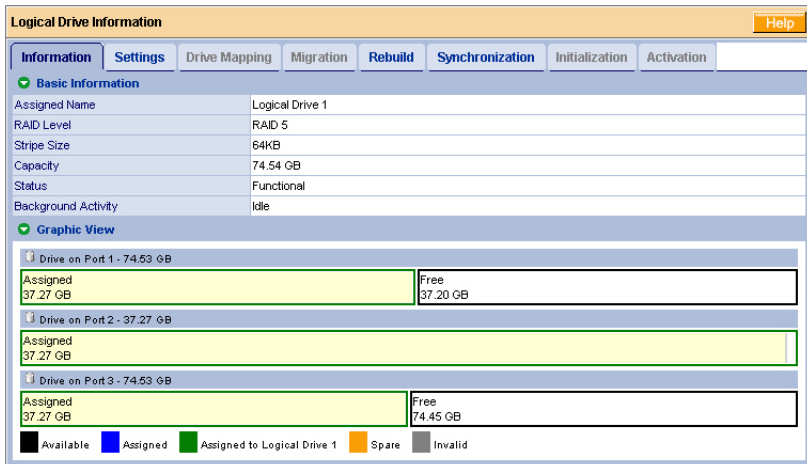 Logical Drive Information
Help
Information Settings Drive Mapping Migration Rebuild Synchronization Initialization Activation
Basic Information
Assigned Name Logical Drive 1
RAID Level RAID 5
Stripe Size 64KB
Capacity 74.54 GB
Status Functional
Background Activity Idle
Graphic View
Drive on Port 1 - 74.53 GB
Assigned Free
37.27 GB 37.20 GB
Drive on Port 2 - 37.27 GB
Assigned
37.27 GB
Drive on Port 3 - 74.53 GB
Assigned Free
37.27 GB 74.45 GB
Available Assigned Assigned to Logical Drive 1 Spare Invalid